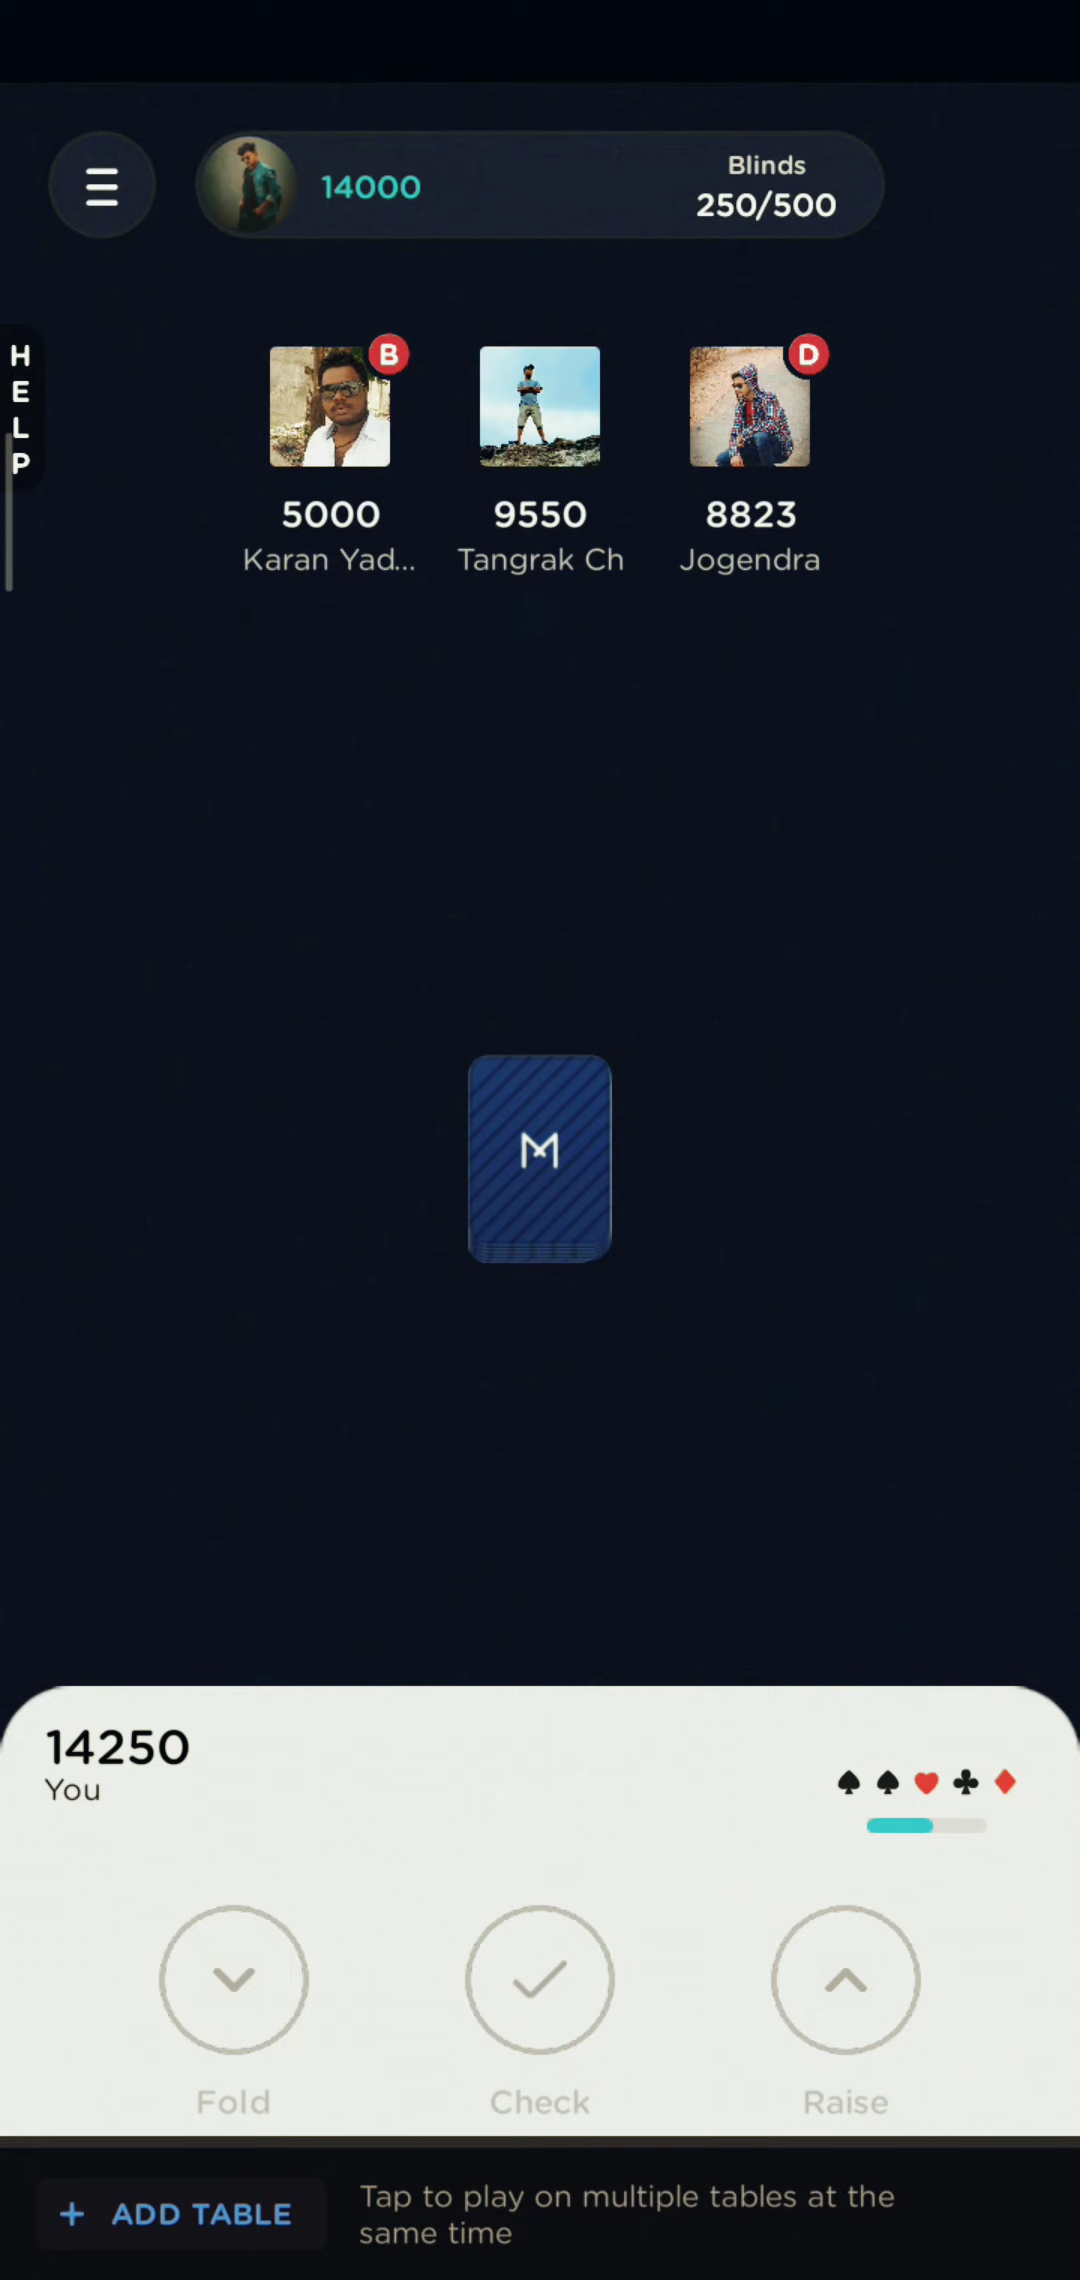 14000
Blinds
250/500
HELP
B
D
5000
9550
8823
Karan Yad...
Tangrak Ch
Jogendra
M
14250
You
Fold
Check
Raise
+ ADD TABLE
Tap to play on multiple tables at the
same time